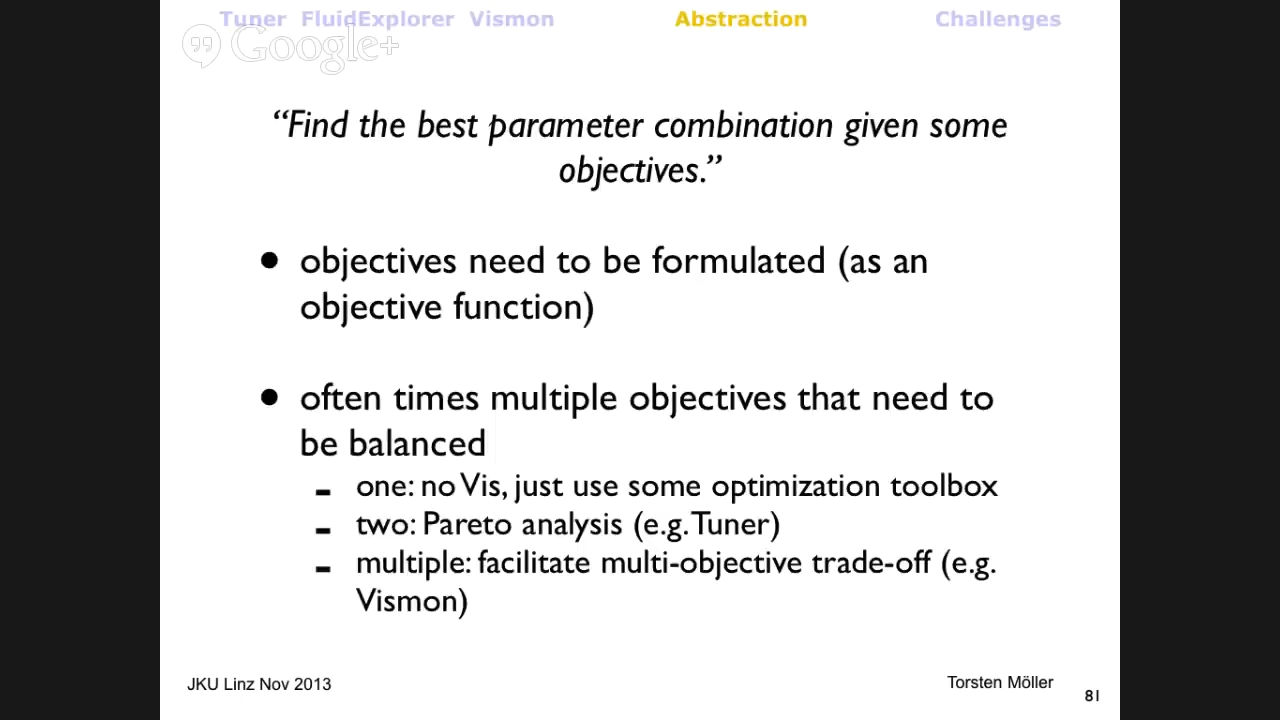 Tuner FluidExplorer Vismon Abstraction Challenges
Google+
“Find the best parameter combination given some
objectives.”
• objectives need to be formulated (as an
objective function)
• often times multiple objectives that need to
be balanced
- one: no Vis, just use some optimization toolbox
- two: Pareto analysis (e.g. Tuner)
- multiple: facilitate multi-objective trade-off (e.g.
Vismon)
JKU Linz Nov 2013 Torsten Möller
81